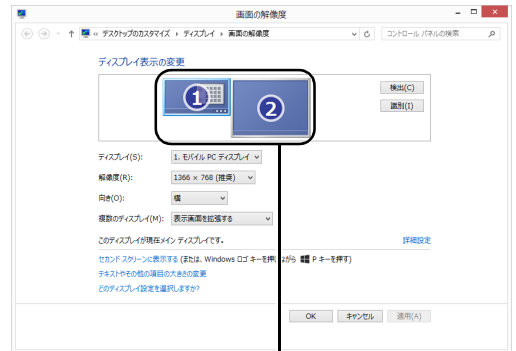 画面の解像度
« デスクトップのカスタマイズ ▸ ディスプレイ ▸ 画面の解像度
コントロール パネルの検索
ディスプレイ表示の変更
1
2
検出(C)
識別(I)
ディスプレイ(S): 1. モバイル PC ディスプレイ
解像度(R): 1366 × 768 (推奨)
向き(O): 横
複数のディスプレイ(M): 表示画面を拡張する
このディスプレイが現在メイン ディスプレイです。 詳細設定
セカンド スクリーンに表示する (または、Windows ロゴ キーを押しながら P キーを押す)
テキストやその他の項目の大きさの変更
どのディスプレイ設定を選択しますか?
OK キャンセル 適用(A)